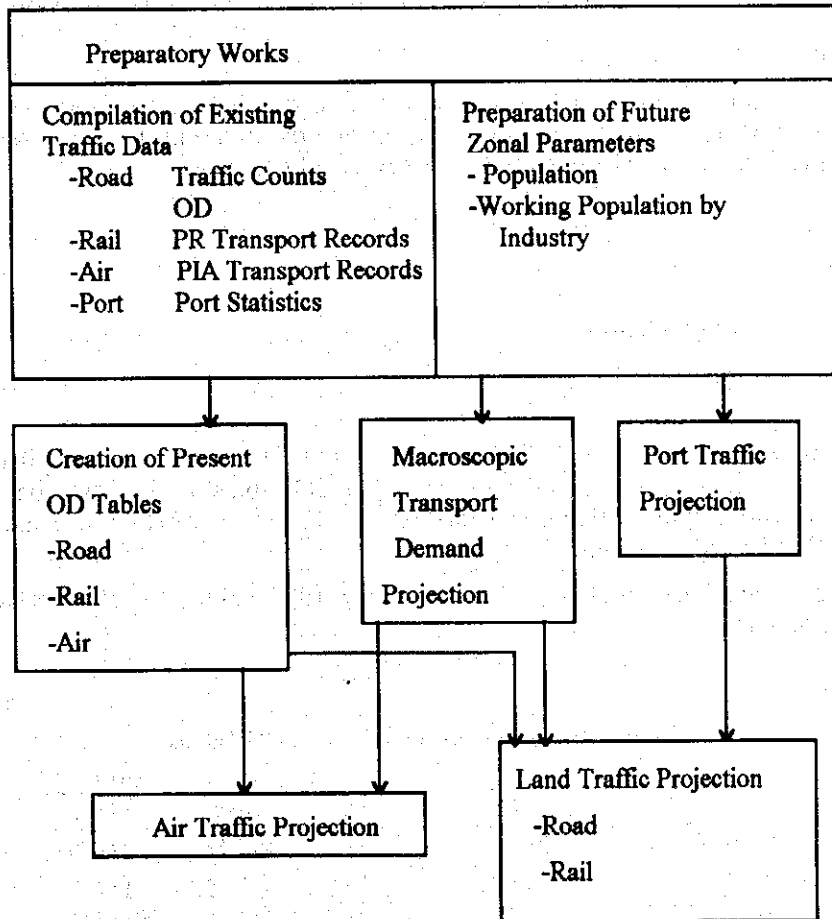 Preparatory Works
Compilation of Existing
Traffic Data
-Road Traffic Counts
OD
-Rail PR Transport Records
-Air PIA Transport Records
-Port Port Statistics
Preparation of Future
Zonal Parameters
- Population
-Working Population by
Industry
Creation of Present
OD Tables
-Road
-Rail
-Air
Macroscopic
Transport
Demand
Projection
Port Traffic
Projection
Air Traffic Projection
Land Traffic Projection
-Road
-Rail